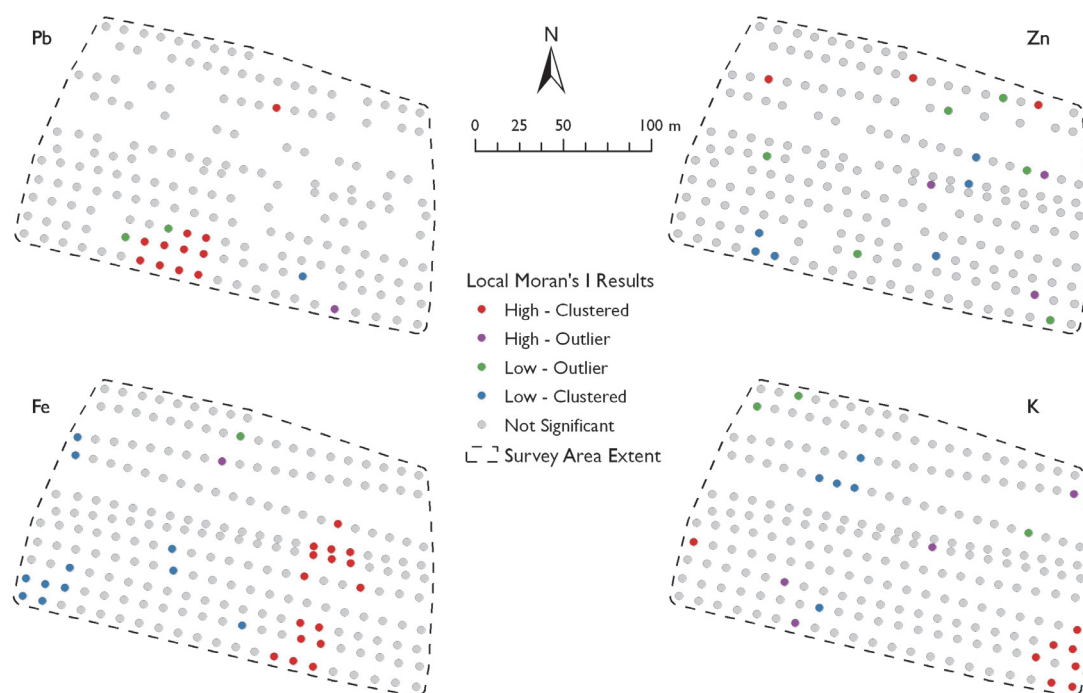 Pb
N
Zn
0 25 50 100 m
Local Moran's I Results
High - Clustered
High - Outlier
Low - Outlier
Low - Clustered
Not Significant
Survey Area Extent
Fe
K